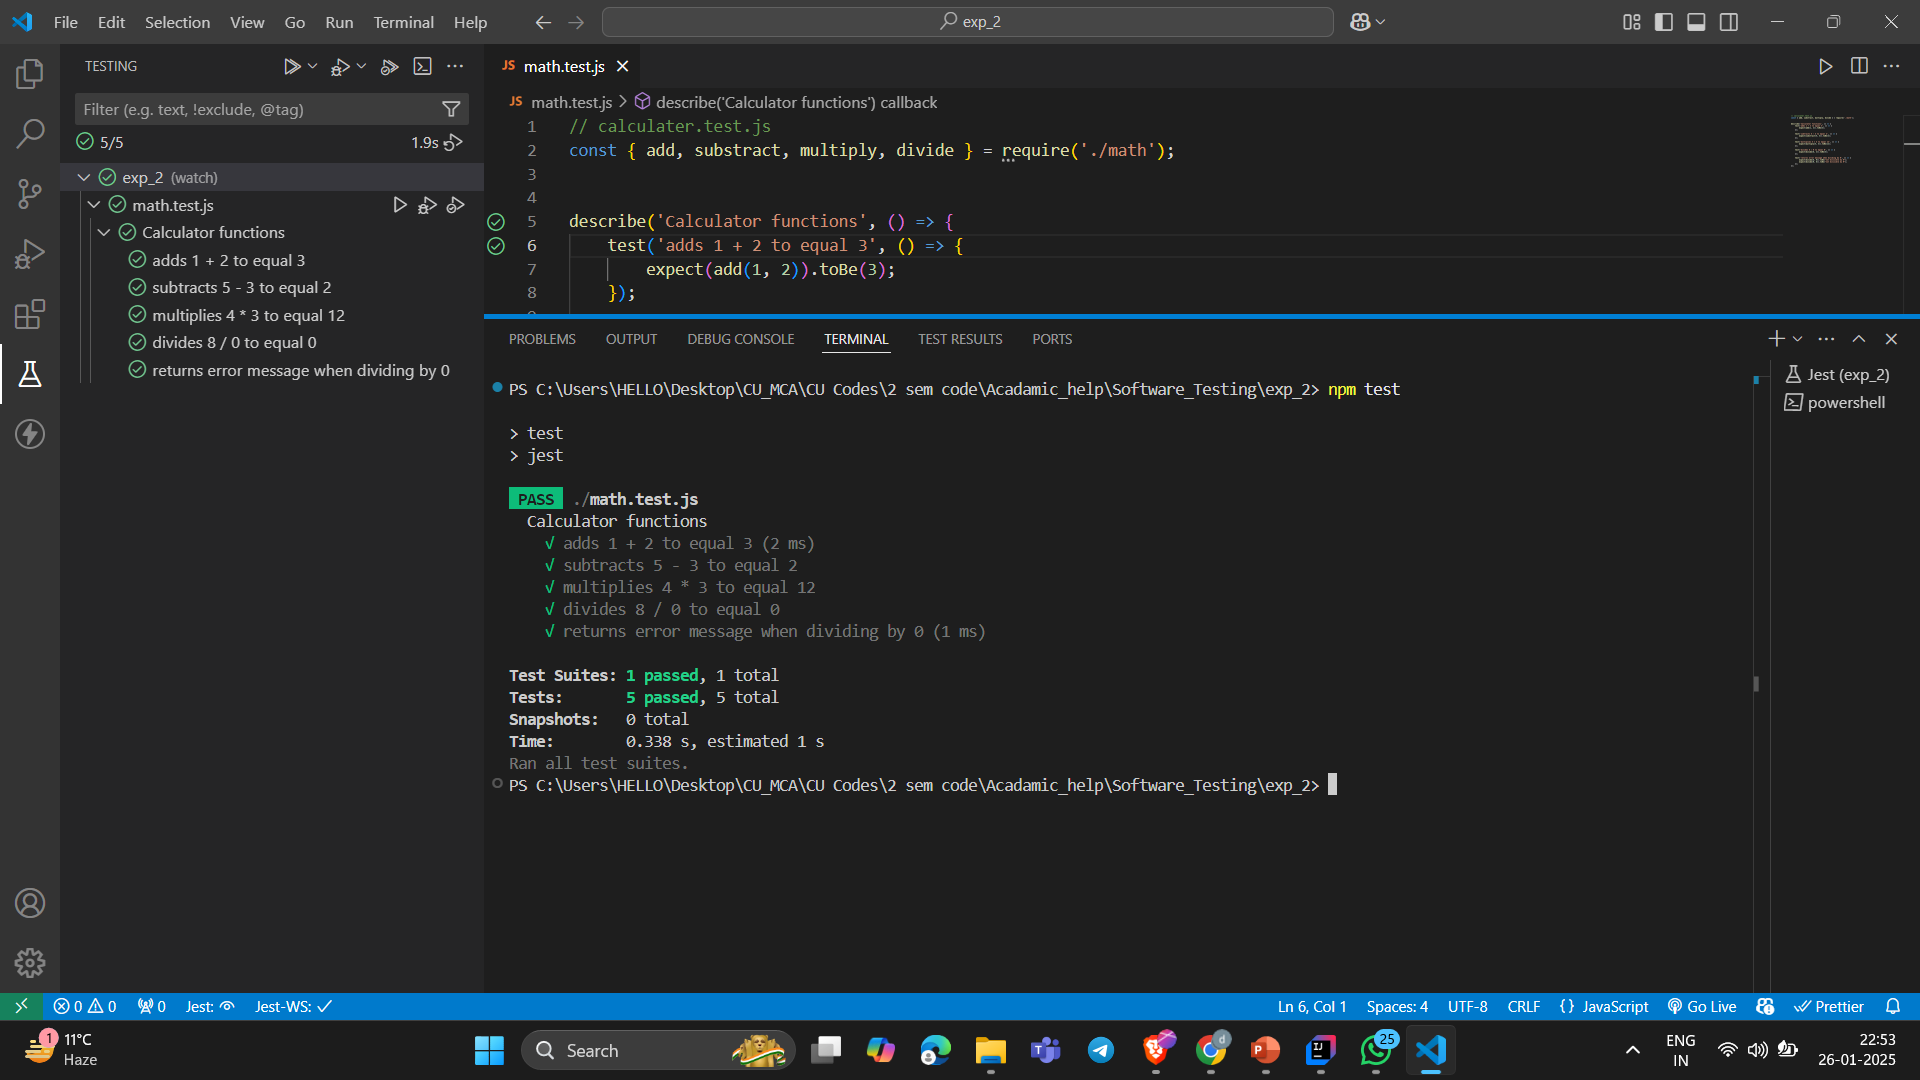 File Edit Selection View Go Run Terminal Help
exp_2
TESTING
Filter (e.g. text, !exclude, @tag)
5/5 1.9s
exp_2 (watch)
math.test.js
Calculator functions
adds 1 + 2 to equal 3
subtracts 5 - 3 to equal 2
multiplies 4 * 3 to equal 12
divides 8 / 0 to equal 0
returns error message when dividing by 0
JS math.test.js
JS math.test.js > describe('Calculator functions') callback
1 // calculater.test.js
2 const { add, substract, multiply, divide } = require('./math');
3
4
5 describe('Calculator functions', () => {
6 test('adds 1 + 2 to equal 3', () => {
7 expect(add(1, 2)).toBe(3);
8 });
PROBLEMS OUTPUT DEBUG CONSOLE TERMINAL TEST RESULTS PORTS
PS C:\Users\HELLO\Desktop\CU_MCA\CU Codes\2 sem code\Acadamic_help\Software_Testing\exp_2> npm test
> test
> jest
PASS ./math.test.js
Calculator functions
√ adds 1 + 2 to equal 3 (2 ms)
√ subtracts 5 - 3 to equal 2
√ multiplies 4 * 3 to equal 12
√ divides 8 / 0 to equal 0
√ returns error message when dividing by 0 (1 ms)
Test Suites: 1 passed, 1 total
Tests: 5 passed, 5 total
Snapshots: 0 total
Time: 0.338 s, estimated 1 s
Ran all test suites.
PS C:\Users\HELLO\Desktop\CU_MCA\CU Codes\2 sem code\Acadamic_help\Software_Testing\exp_2>
Jest (exp_2)
powershell
0 0 0 Jest: Jest-WS: Ln 6, Col 1 Spaces: 4 UTF-8 CRLF {} JavaScript Go Live Prettier
1 11°C
Haze
Search
25
ENG
IN
22:53
26-01-2025